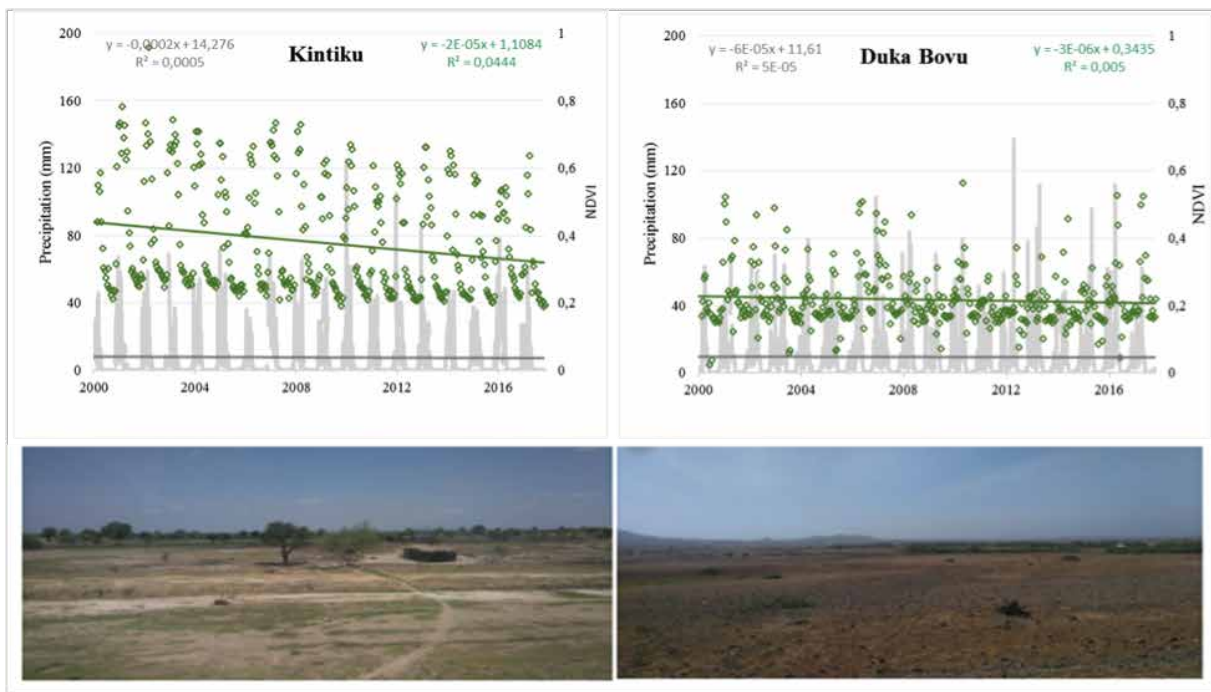 y = -0,0002x + 14,276
R² = 0,0005
Kintiku
y = -2E-05x + 1,1084
R² = 0,0444
Precipitation (mm)
200
160
120
80
40
0
2000
2004
2008
2012
2016
1
0,8
0,6
0,4
0,2
0
NDVI
y = -6E-05x + 11,61
R² = 5E-05
Duka Bovu
y = -3E-06x + 0,3435
R² = 0,005
Precipitation (mm)
200
160
120
80
40
0
2000
2004
2008
2012
2016
1
0,8
0,6
0,4
0,2
0
NDVI